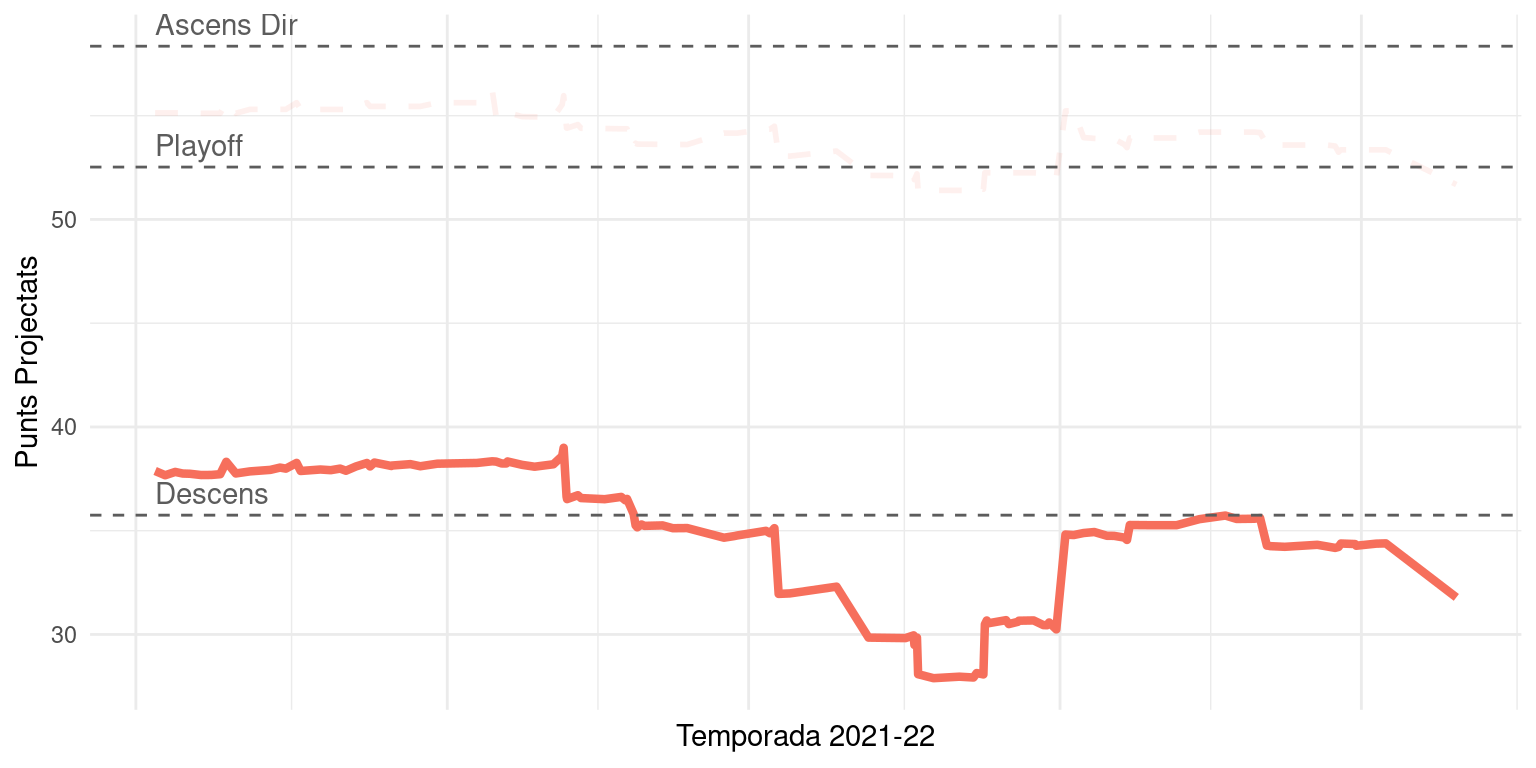 Ascens Dir
Playoff
50
40
Descens
30
Punts Projectats
Temporada 2021-22